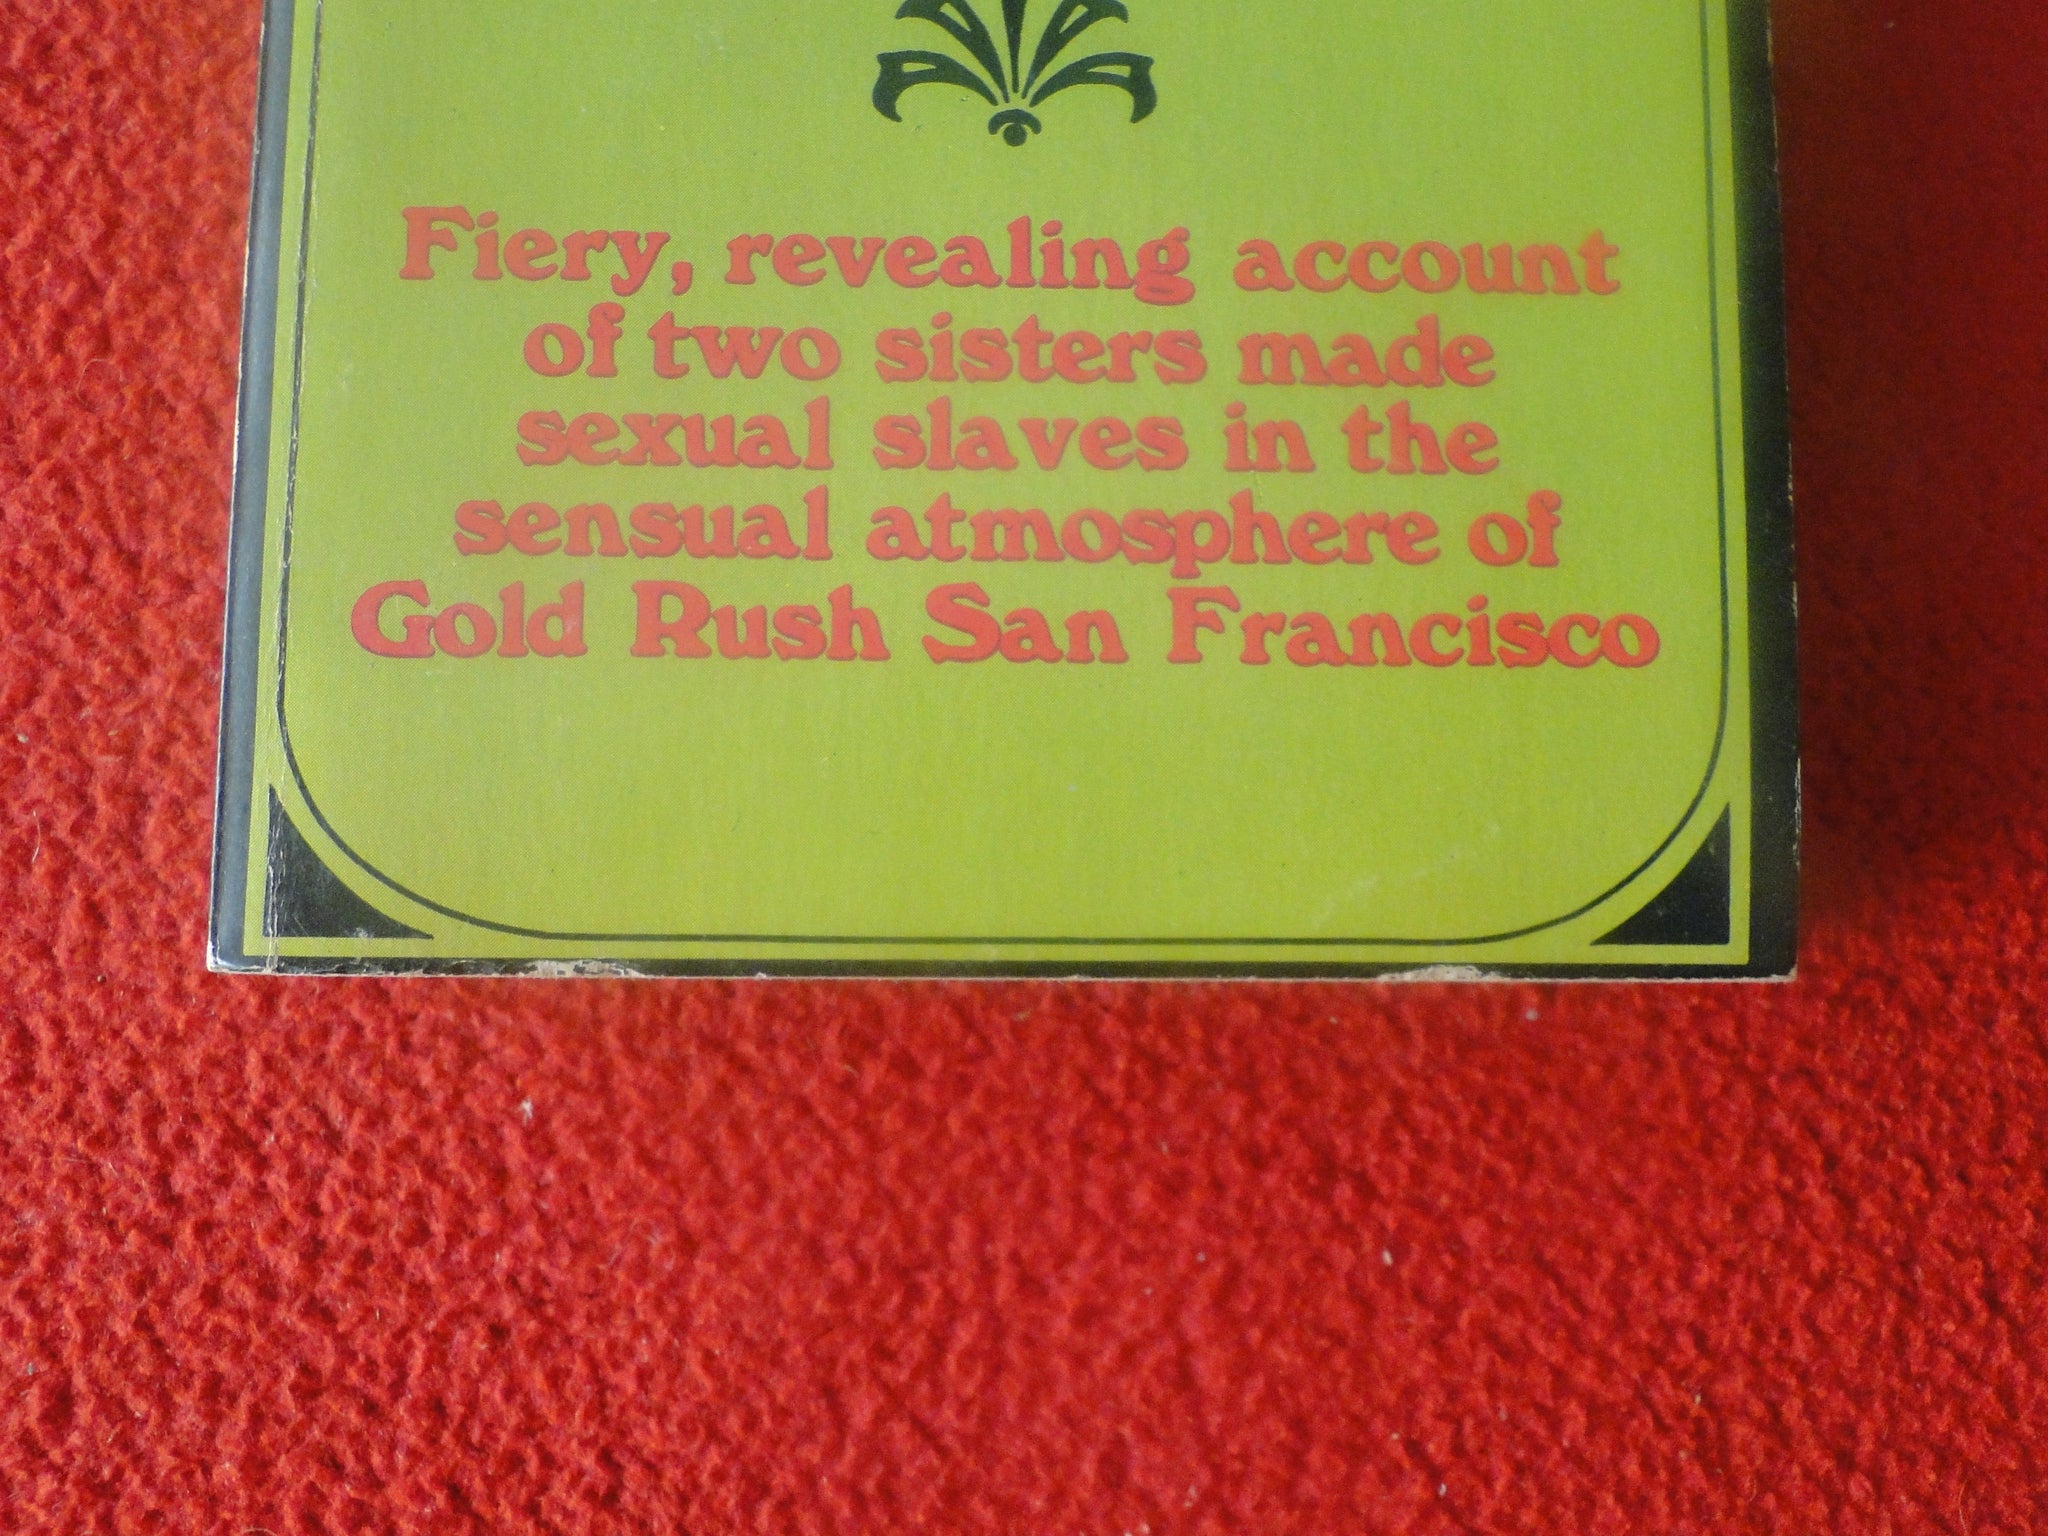 Fiery, revealing account
of two sisters made
sexual slaves in the
sensual atmosphere of
Gold Rush San Francisco